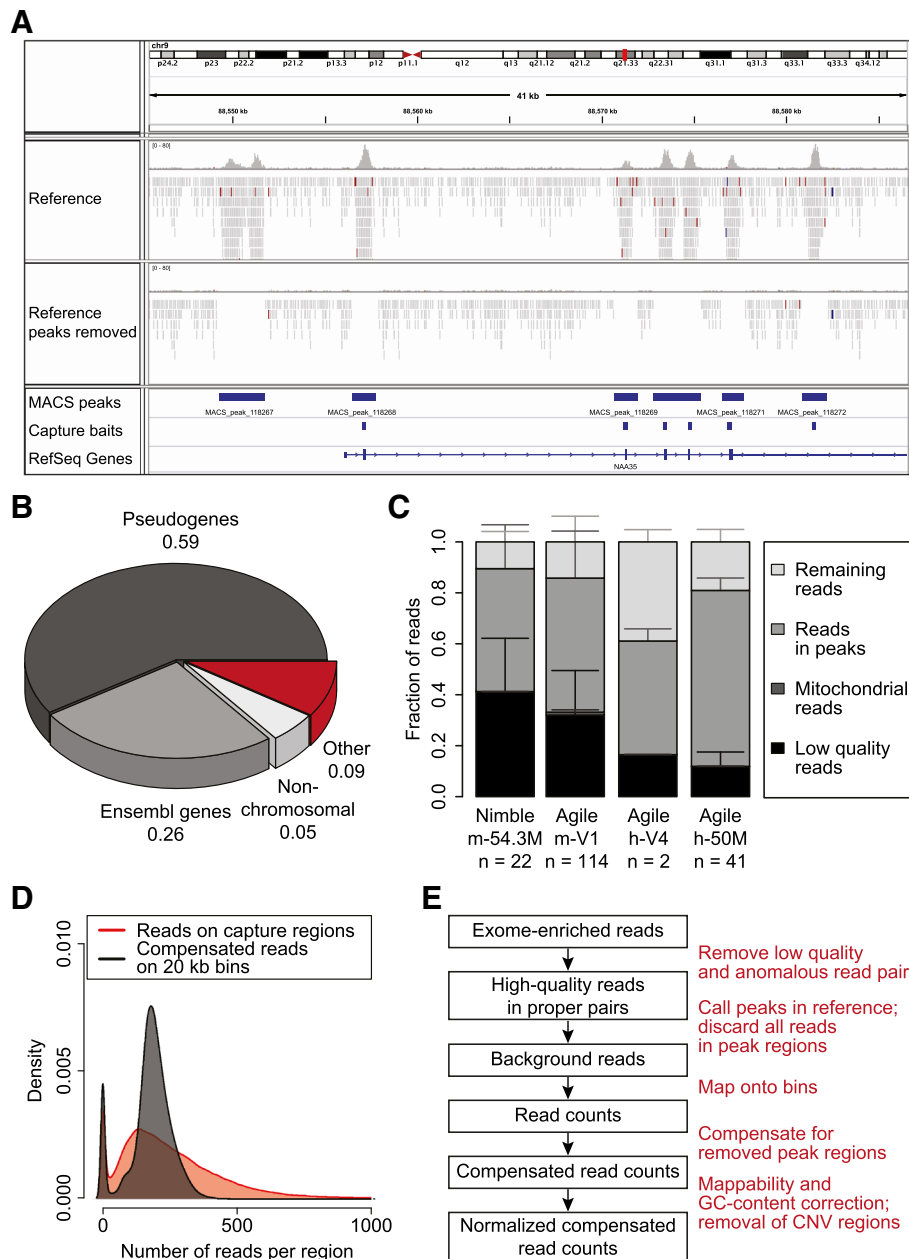 A
chr9
p24.2 p23 p22.2 p21.2 p13.3 p12 p11.1 q12 q13 q21.12 q21.2 q21.33 q22.31 q31.1 q31.3 q33.1 q33.3 q34.12
41 kb
88,550 kb 88,560 kb 88,570 kb 88,580 kb
[0 - 80]
Reference
[0 - 80]
Reference
peaks removed
MACS peaks
MACS_peak_118267 MACS_peak_118268 MACS_peak_118269 MACS_peak_118271 MACS_peak_118272
Capture baits
RefSeq Genes
NAA35
B
Pseudogenes
0.59
Other
0.09
Non-
chromosomal
0.05
Ensembl genes
0.26
C
Fraction of reads
1.0
0.8
0.6
0.4
0.2
0.0
Nimble
m-54.3M
n = 22
Agile
m-V1
n = 114
Agile
h-V4
n = 2
Agile
h-50M
n = 41
Remaining
reads
Reads
in peaks
Mitochondrial
reads
Low quality
reads
D
Reads on capture regions
Compensated reads
on 20 kb bins
Density
0.010
0.005
0.000
0 500 1000
Number of reads per region
E
Exome-enriched reads
Remove low quality
and anomalous read pair
High-quality reads
in proper pairs
Call peaks in reference;
discard all reads
in peak regions
Background reads
Map onto bins
Read counts
Compensate for
removed peak regions
Compensated read counts
Mappability and
GC-content correction;
removal of CNV regions
Normalized compensated
read counts